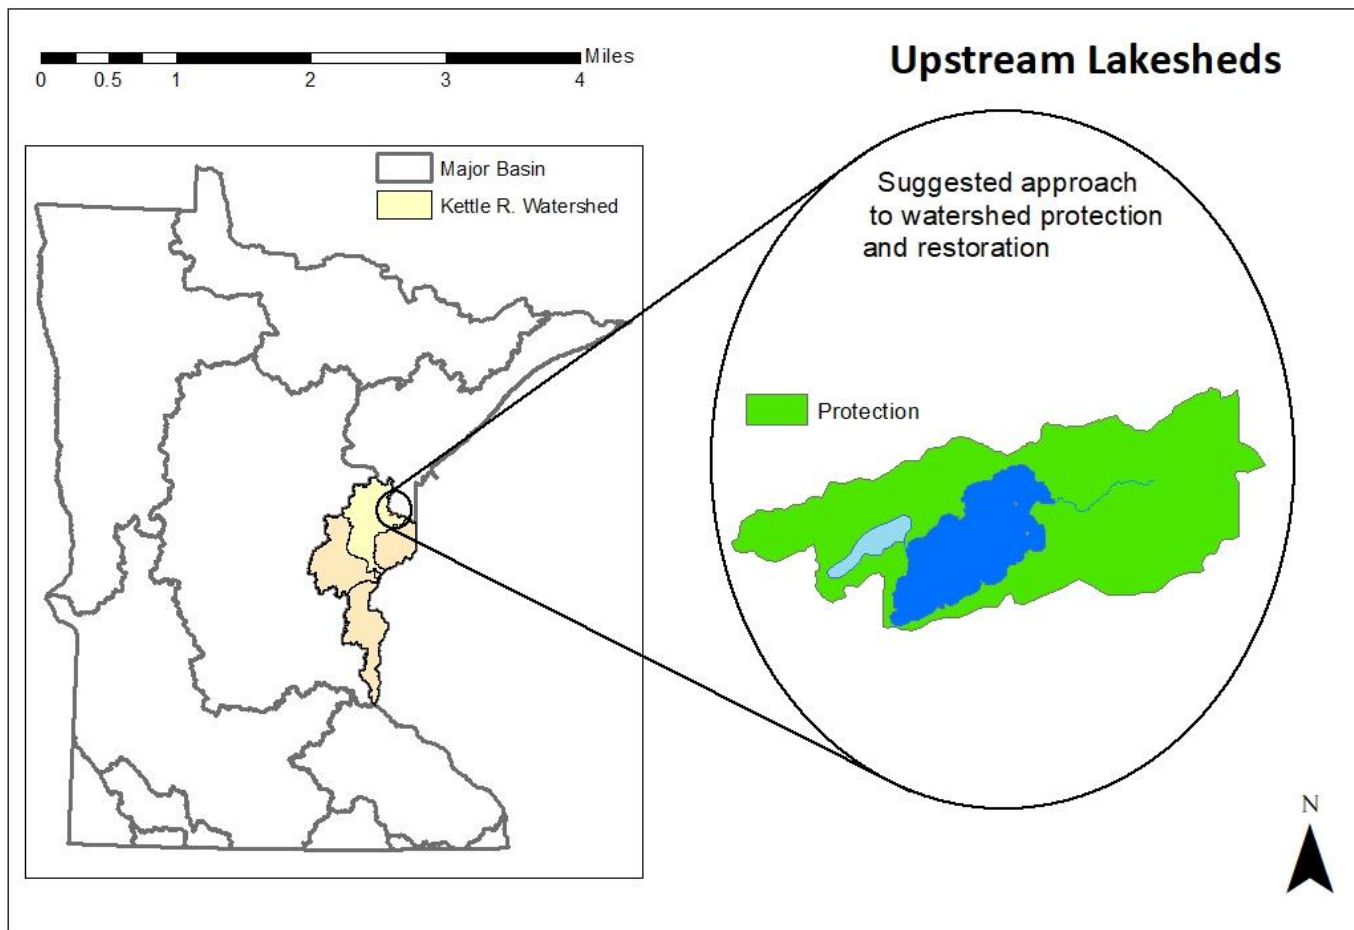 Miles
0 0.5 1 2 3 4
Upstream Lakesheds
Major Basin
Kettle R. Watershed
Suggested approach
to watershed protection
and restoration
Protection
N